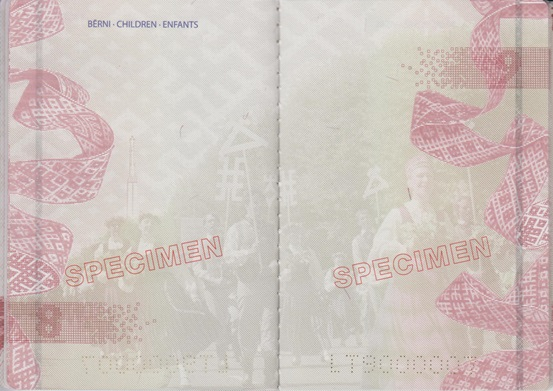 BĒRNI · CHILDREN · ENFANTS
SPECIMEN
SPECIMEN